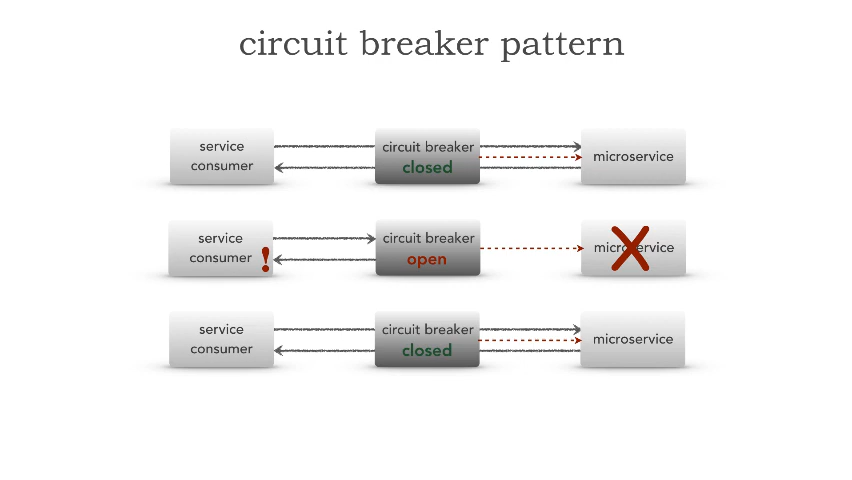 circuit breaker pattern
service
consumer
circuit breaker
closed
microservice
service
consumer !
circuit breaker
open
microservice
service
consumer
circuit breaker
closed
microservice